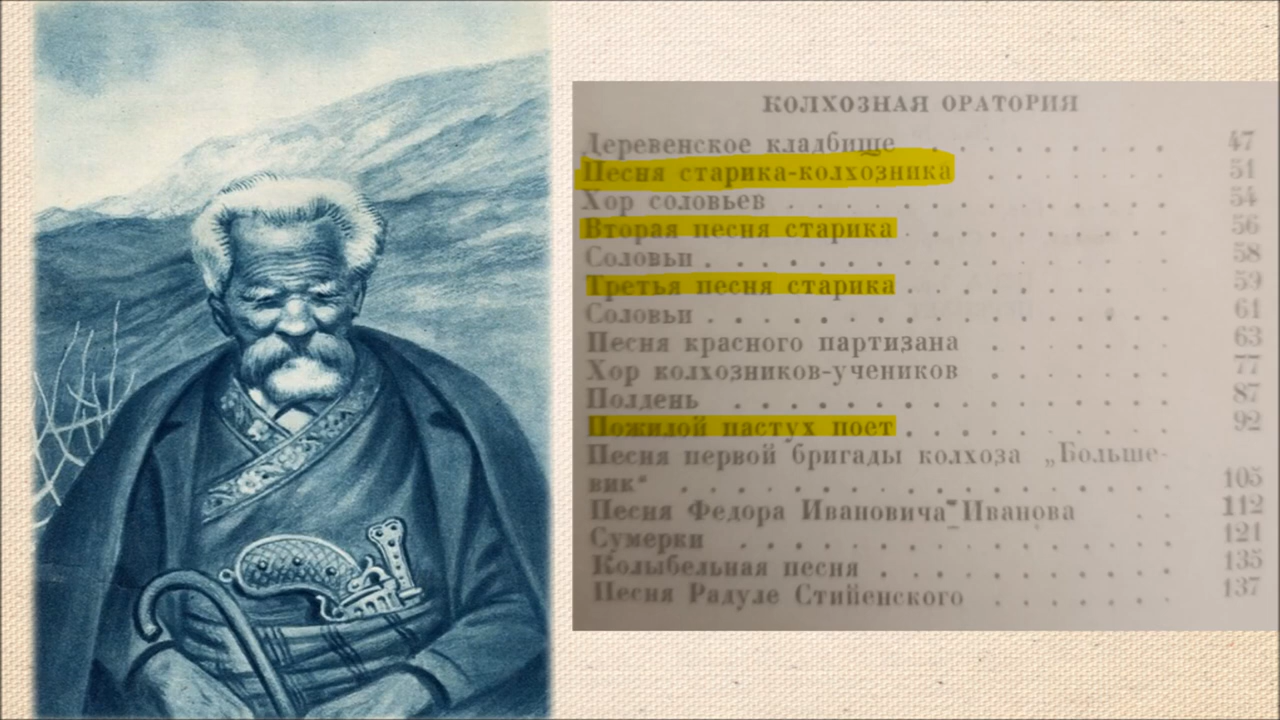 КОЛХОЗНАЯ ОРАТОРИЯ
Деревенское кладбище . . . . . . . . . 47
Песня старика-колхозника . . . . . . . 51
Хор соловьев . . . . . . . . . . . . . 54
Вторая песня старика . . . . . . . . . 56
Соловьи . . . . . . . . . . . . . . . . 58
Третья песня старика . . . . . . . . . 59
Соловьи . . . . . . . . . . . . . . . . 61
Песня красного партизана . . . . . . . 63
Хор колхозников-учеников . . . . . . . 77
Полдень . . . . . . . . . . . . . . . . 87
Пожилой пастух поет . . . . . . . . . . 92
Песня первой бригады колхоза „Больше-
вик“ . . . . . . . . . . . . . . . . . 105
Песня Федора Ивановича Иванова . . 112
Сумерки . . . . . . . . . . . . . . . . 121
Колыбельная песня . . . . . . . . . . . 135
Песня Радуле Стийенского . . . . . . . 137